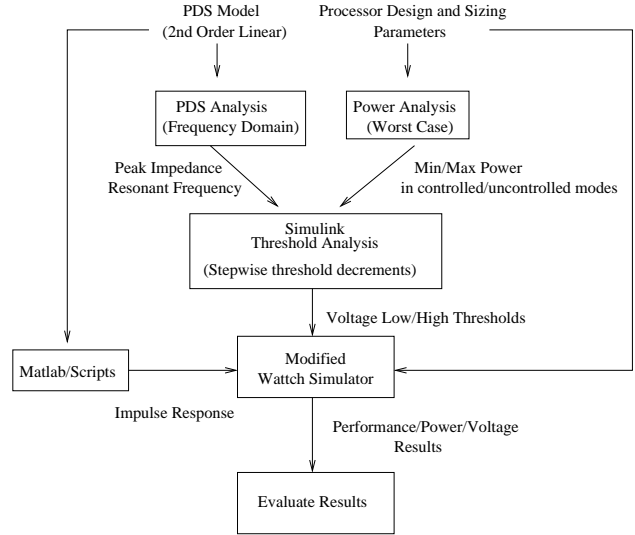 PDS Model
(2nd Order Linear)
Processor Design and Sizing
Parameters
PDS Analysis
(Frequency Domain)
Power Analysis
(Worst Case)
Peak Impedance
Resonant Frequency
Min/Max Power
in controlled/uncontrolled modes
Simulink
Threshold Analysis
(Stepwise threshold decrements)
Voltage Low/High Thresholds
Matlab/Scripts
Modified
Wattch Simulator
Impulse Response
Performance/Power/Voltage
Results
Evaluate Results